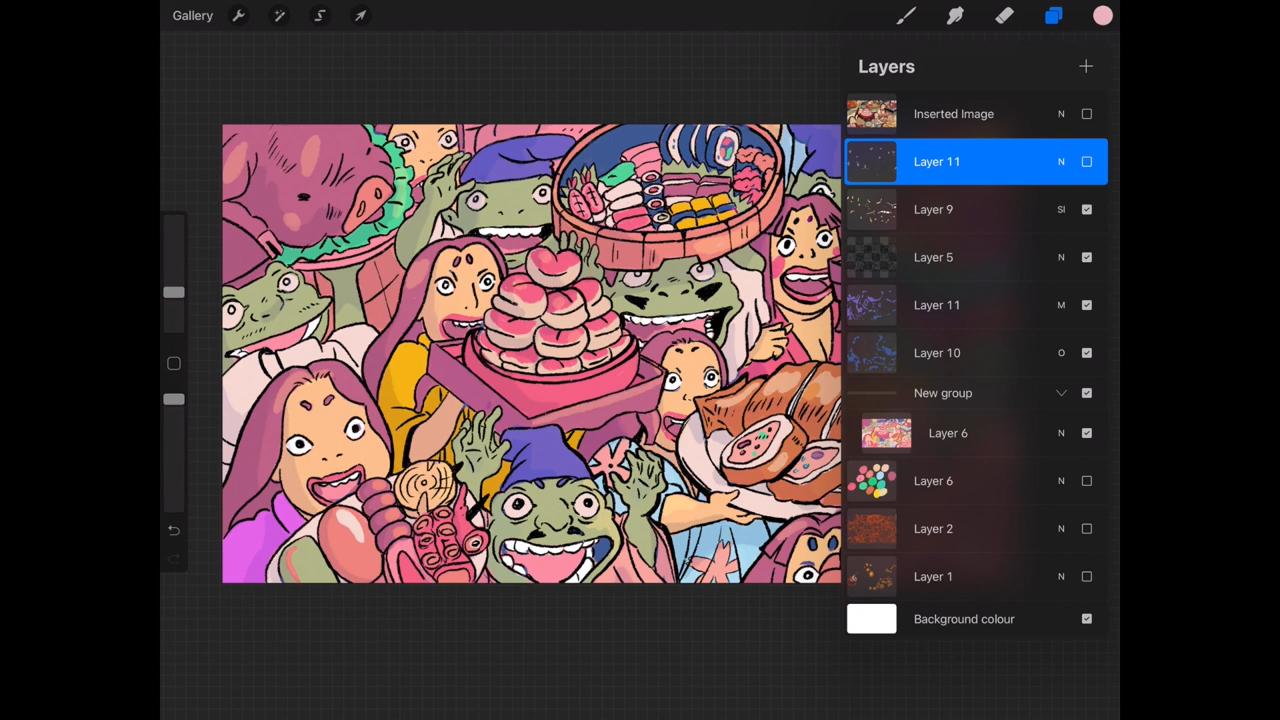 Gallery
Layers
Inserted Image N
Layer 11 N
Layer 9 SI
Layer 5 N
Layer 11 M
Layer 10 O
New group
Layer 6 N
Layer 6 N
Layer 2 N
Layer 1 N
Background colour